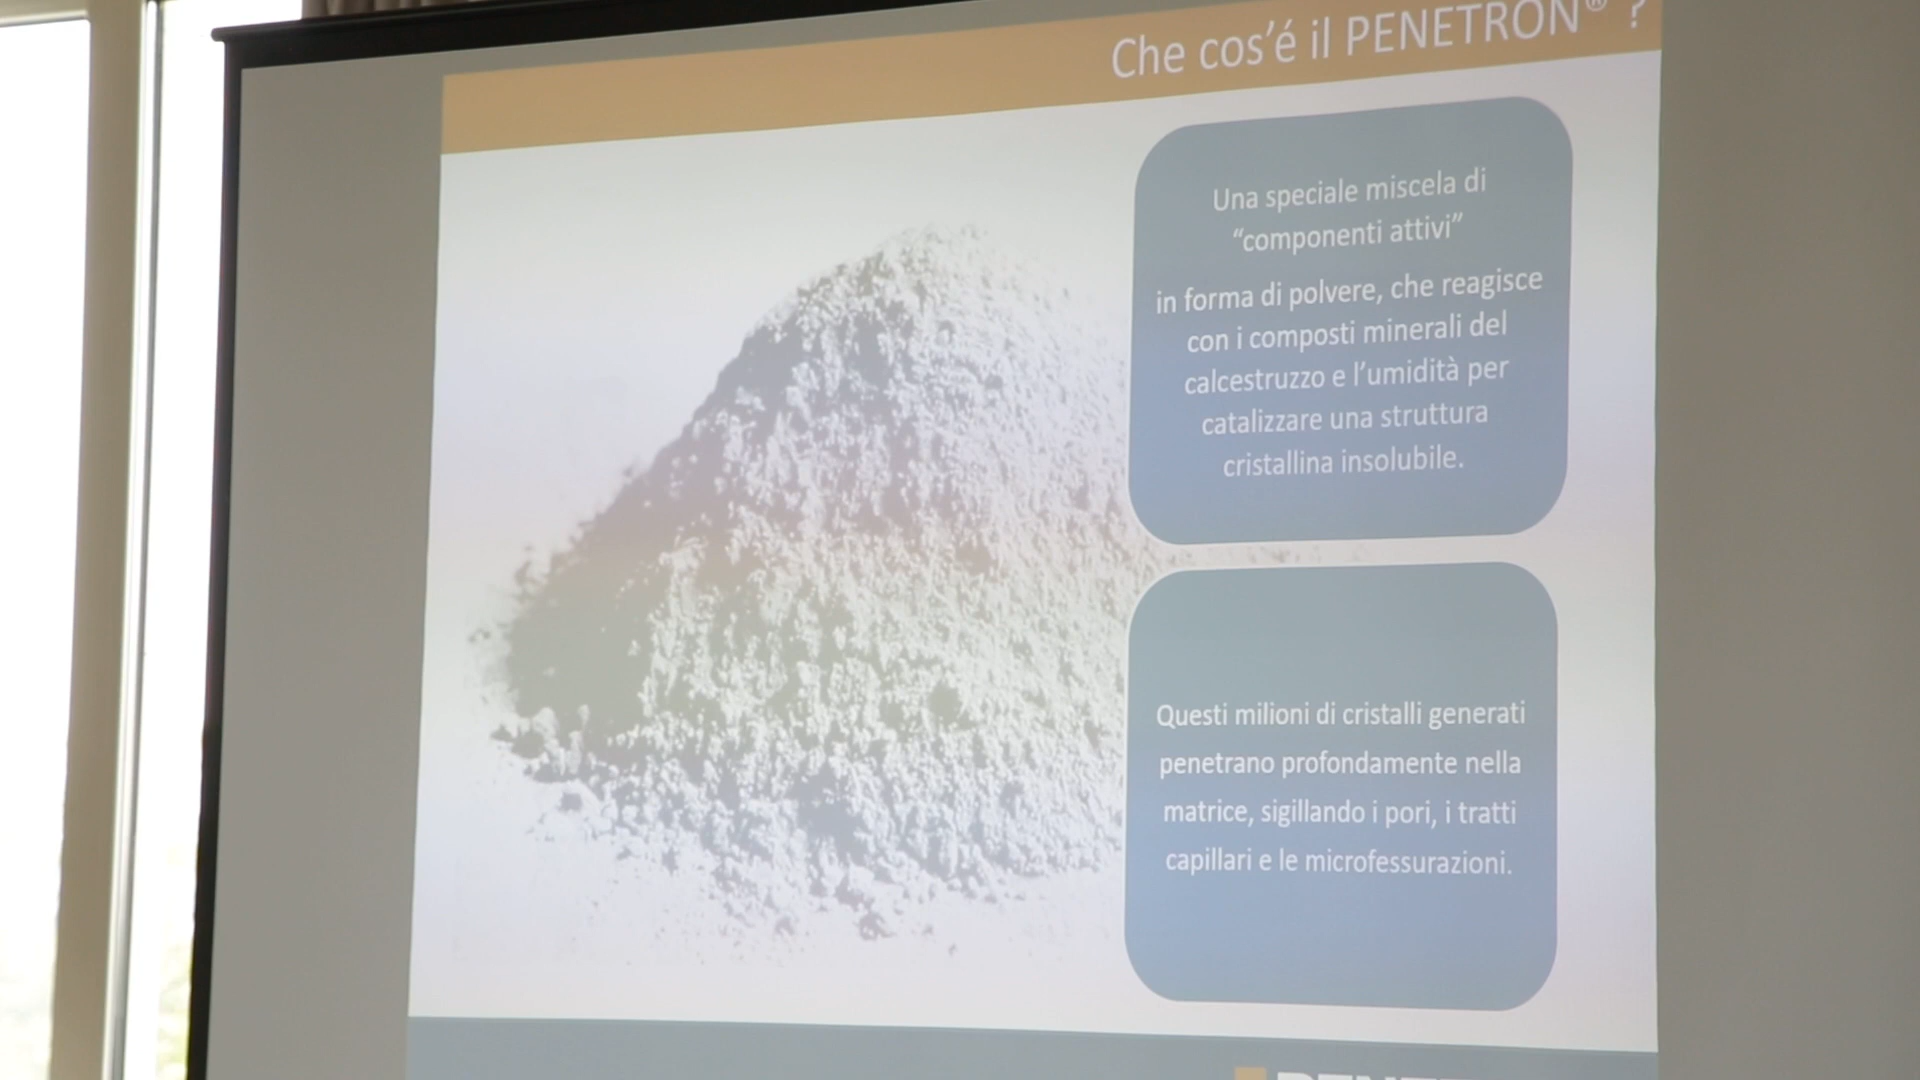 Che cos'é il PENETRON® ?
Una speciale miscela di
“componenti attivi”
in forma di polvere, che reagisce
con i composti minerali del
calcestruzzo e l'umidità per
catalizzare una struttura
cristallina insolubile.
Questi milioni di cristalli generati
penetrano profondamente nella
matrice, sigillando i pori, i tratti
capillari e le microfessurazioni.